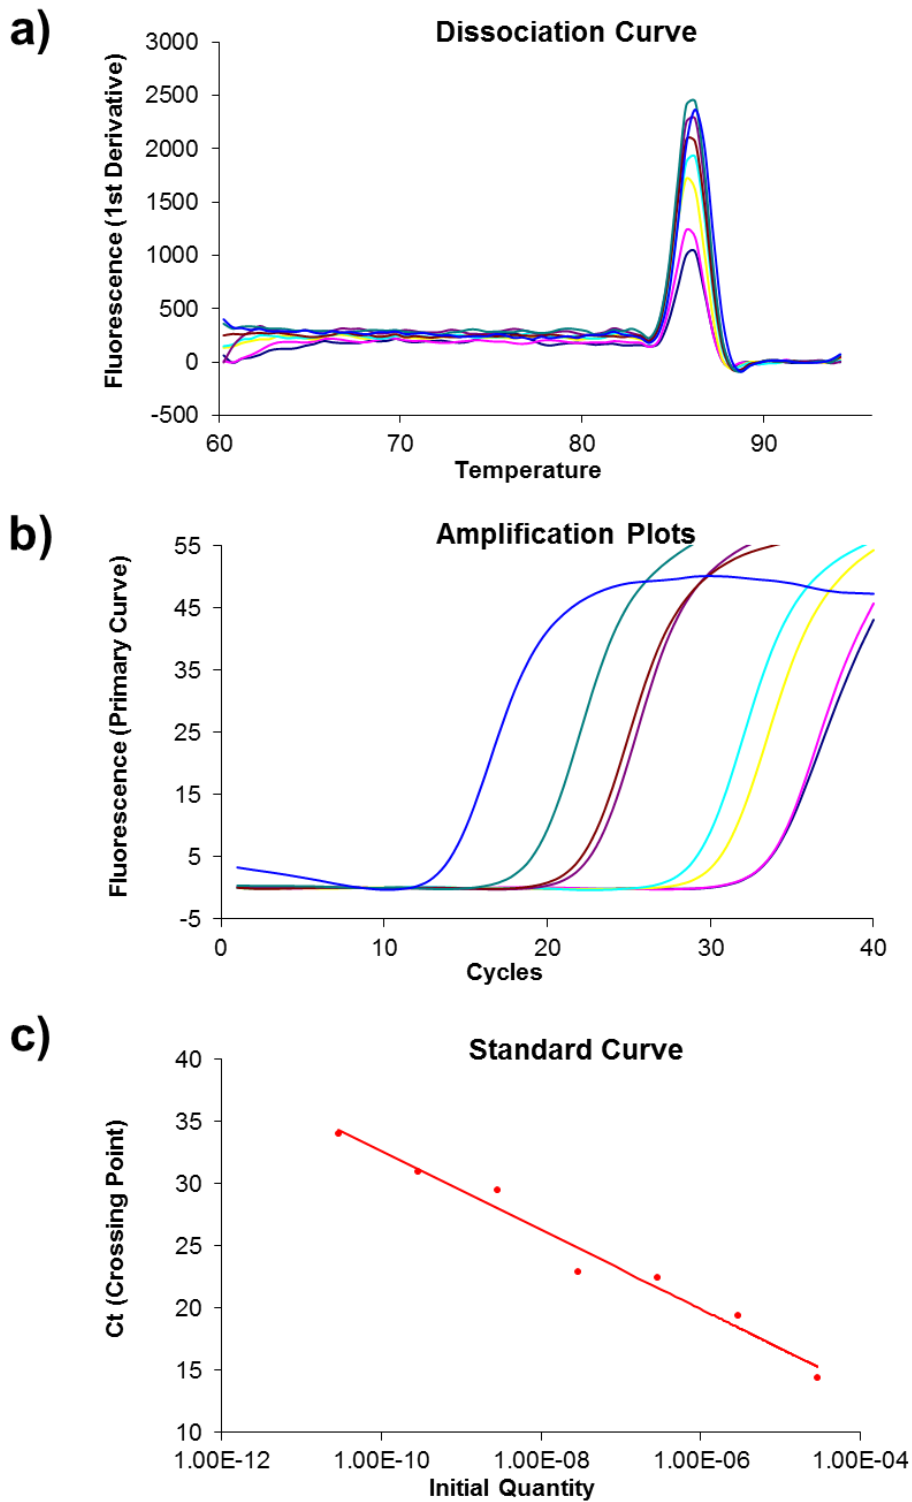 a)
Dissociation Curve
Fluorescence (1st Derivative)
3000
2500
2000
1500
1000
500
0
-500
60 70 80 90
Temperature
b)
Amplification Plots
Fluorescence (Primary Curve)
55
45
35
25
15
5
-5
0 10 20 30 40
Cycles
c)
Standard Curve
Ct (Crossing Point)
40
35
30
25
20
15
10
1.00E-12 1.00E-10 1.00E-08 1.00E-06 1.00E-04
Initial Quantity